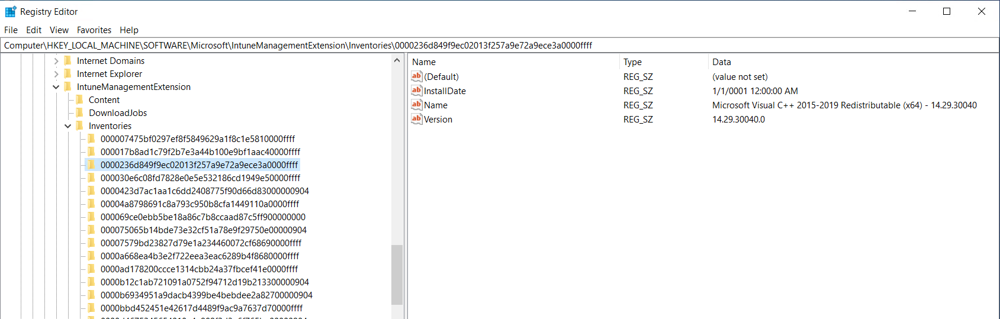 Registry Editor
File Edit View Favorites Help
Computer\HKEY_LOCAL_MACHINE\SOFTWARE\Microsoft\IntuneManagementExtension\Inventories\0000236d849f9ec02013f257a9e72a9ece3a0000ffff
Internet Domains
Internet Explorer
IntuneManagementExtension
Content
DownloadJobs
Inventories
000007475bf0297ef8f5849629a1f8c1e5810000ffff
000017b8ad1c79f2b7e3a44b100e9bf1aac40000ffff
0000236d849f9ec02013f257a9e72a9ece3a0000ffff
000030e6c08fd7828e0e5e532186cd1949e50000ffff
0000423d7ac1aa1c6dd2408775f90d66d83000000904
00004a8798691c8a793c950b8cfa1449110a0000ffff
000069ce0ebb5be18a86c7b8ccaad87c5ff900000000
000075065b14bde73e32cf51a78e9f29750e00000904
00007579bd23827d79e1a234460072cf68690000ffff
0000a668ea4b3e2f722eea3eac6289b4f8680000ffff
0000ad178200ccce1314cbb24a37fbcef41e0000ffff
0000b12c1ab721091a0752f94712d19b213300000904
0000b6934951a9dacb4399be4bebdee2a82700000904
0000bbd452451e42617d4489f9ac9a7637d70000ffff
Name Type Data
(Default) REG_SZ (value not set)
InstallDate REG_SZ 1/1/0001 12:00:00 AM
Name REG_SZ Microsoft Visual C++ 2015-2019 Redistributable (x64) - 14.29.30040
Version REG_SZ 14.29.30040.0